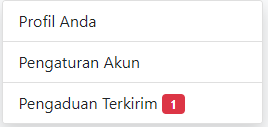 Profil Anda
Pengaturan Akun
Pengaduan Terkirim 1